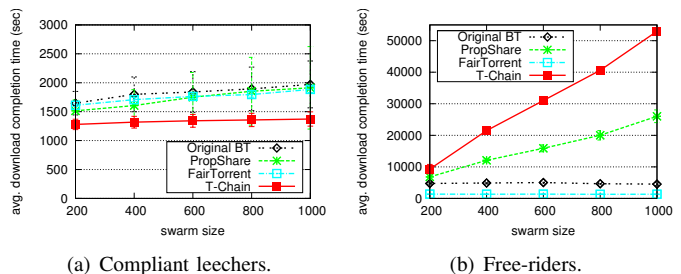 avg. download completion time (sec)
3000
2500
2000
1500
1000
500
0
Original BT
PropShare
FairTorrent
T-Chain
200
400
600
800
1000
swarm size
(a) Compliant leechers.
avg. download completion time (sec)
50000
40000
30000
20000
10000
0
Original BT
PropShare
FairTorrent
T-Chain
200
400
600
800
1000
swarm size
(b) Free-riders.